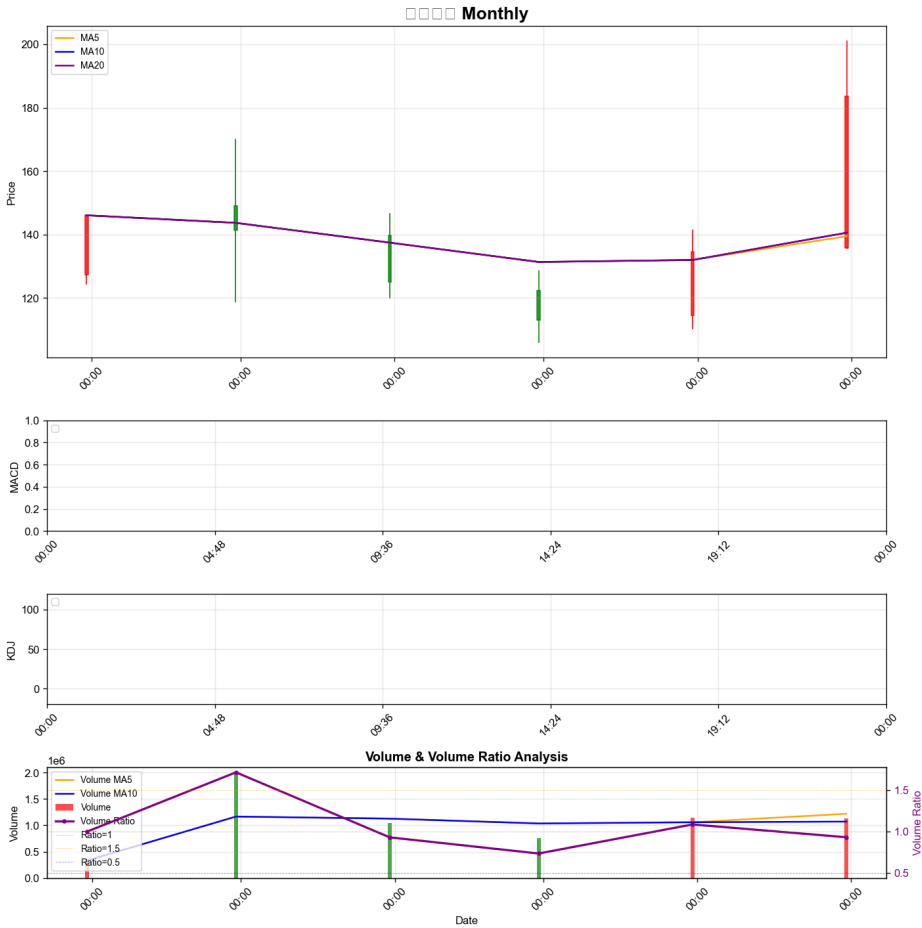 Monthly
MA5
MA10
MA20
200
180
160
140
120
Price
00:00 00:00 00:00 00:00 00:00 00:00
1.0
0.8
0.6
0.4
0.2
0.0
MACD
00:00 04:48 09:36 14:24 19:12 00:00
100
50
0
KDJ
00:00 04:48 09:36 14:24 19:12 00:00
Volume & Volume Ratio Analysis
1e6
Volume MA5
Volume MA10
Volume
Volume Ratio
Ratio=1
Ratio=1.5
Ratio=0.5
2.0
1.5
1.0
0.5
0.0
Volume
1.5
1.0
0.5
Volume Ratio
00:00 00:00 00:00 00:00 00:00 00:00
Date